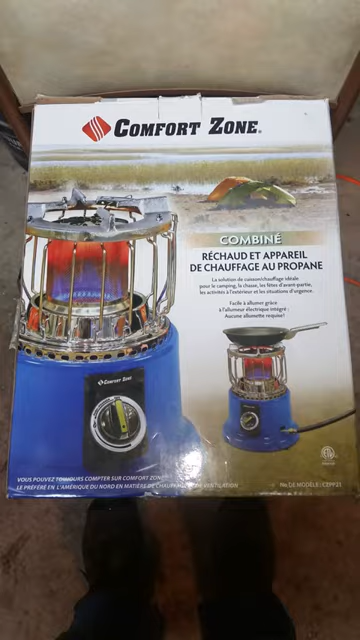 COMFORT ZONE®
COMBINÉ
RÉCHAUD ET APPAREIL
DE CHAUFFAGE AU PROPANE
La solution de cuisson/chauffage idéale
pour le camping, la chasse, les fêtes d'avant-partie,
les activités à l'extérieur et les situations d'urgence.
Facile à allumer grâce
à l'allumeur électrique intégré :
Aucune allumette requise!
COMFORT ZONE
VOUS POUVEZ TOUJOURS COMPTER SUR COMFORT ZONE
LE PRÉFÉRÉ EN L'AMÉRIQUE DU NORD EN MATIÈRE DE CHAUFFAGE VENTILATION
No. DE MODÈLE : CZPP21